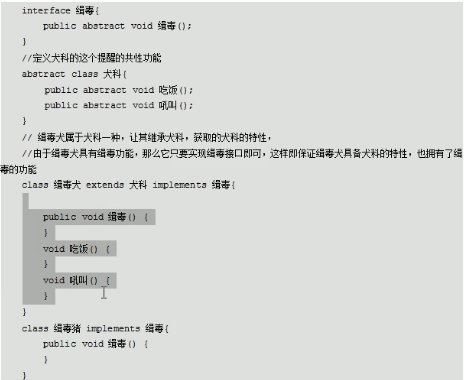 interface 缉毒{
public abstract void 缉毒();
}
//定义犬科的这个提醒的共性功能
abstract class 犬科{
public abstract void 吃饭();
public abstract void 吼叫();
}
// 缉毒犬属于犬科一种，让其继承犬科，获取的犬科的特性，
//由于缉毒犬具有缉毒功能，那么它只要实现缉毒接口即可，这样即保证缉毒犬具备犬科的特性，也拥有了缉
毒的功能
class 缉毒犬 extends 犬科 implements 缉毒{
public void 缉毒() {
}
void 吃饭() {
}
void 吼叫() {
}
}
class 缉毒猪 implements 缉毒{
public void 缉毒() {
}
}